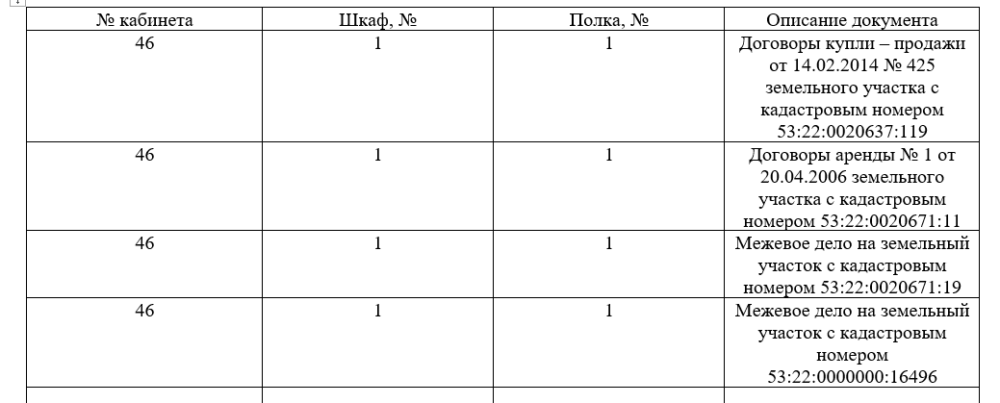 № кабинета Шкаф, № Полка, № Описание документа
46 1 1 Договоры купли – продажи
от 14.02.2014 № 425
земельного участка с
кадастровым номером
53:22:0020637:119
46 1 1 Договоры аренды № 1 от
20.04.2006 земельного
участка с кадастровым
номером 53:22:0020671:11
46 1 1 Межевое дело на земельный
участок с кадастровым
номером 53:22:0020671:19
46 1 1 Межевое дело на земельный
участок с кадастровым
номером
53:22:0000000:16496